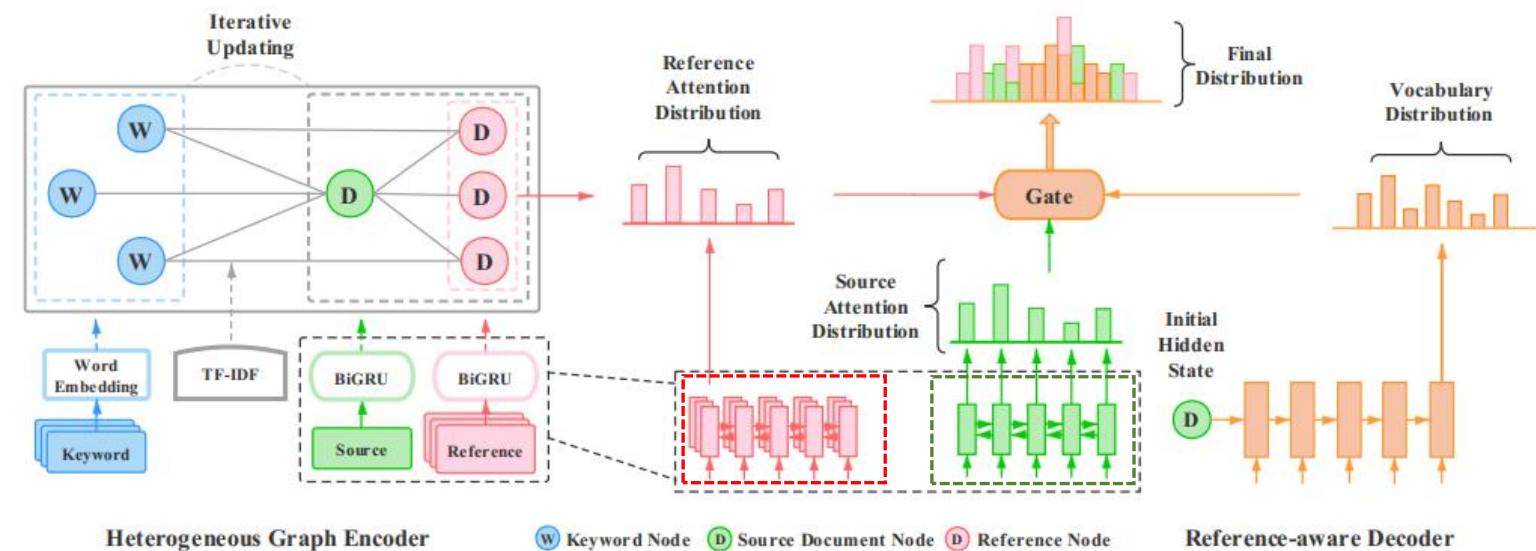 Iterative
Updating
W
W
W
D
D
D
D
Word
Embedding
Keyword
TF-IDF
BiGRU
Source
BiGRU
Reference
Heterogeneous Graph Encoder
Reference
Attention
Distribution
Final
Distribution
Gate
Vocabulary
Distribution
Source
Attention
Distribution
Initial
Hidden
State
D
W Keyword Node
D Source Document Node
D Reference Node
Reference-aware Decoder